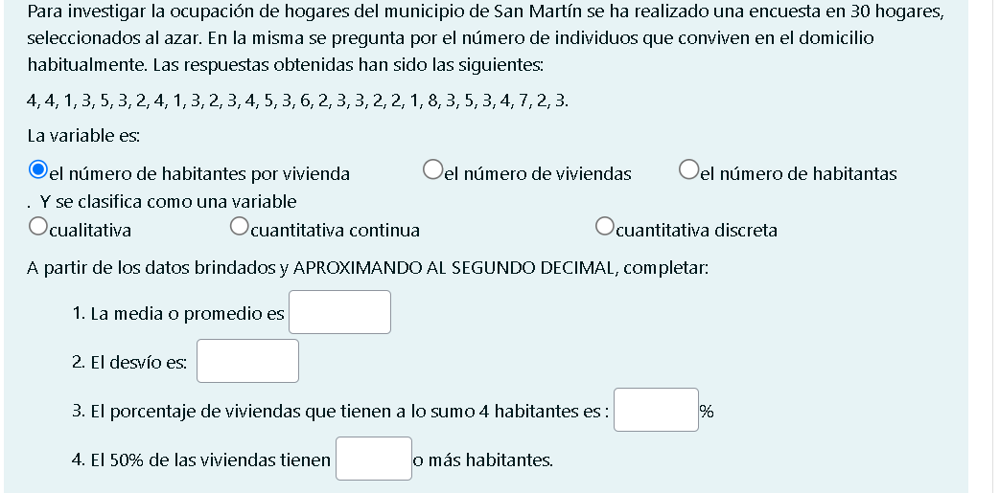 Para investigar la ocupación de hogares del municipio de San Martín se ha realizado una encuesta en 30 hogares,
seleccionados al azar. En la misma se pregunta por el número de individuos que conviven en el domicilio
habitualmente. Las respuestas obtenidas han sido las siguientes:
4, 4, 1, 3, 5, 3, 2, 4, 1, 3, 2, 3, 4, 5, 3, 6, 2, 3, 3, 2, 2, 1, 8, 3, 5, 3, 4, 7, 2, 3.
La variable es:
el número de habitantes por vivienda el número de viviendas el número de habitantas
. Y se clasifica como una variable
cualitativa cuantitativa continua cuantitativa discreta
A partir de los datos brindados y APROXIMANDO AL SEGUNDO DECIMAL, completar:
1. La media o promedio es
2. El desvío es:
3. El porcentaje de viviendas que tienen a lo sumo 4 habitantes es : %
4. El 50% de las viviendas tienen o más habitantes.